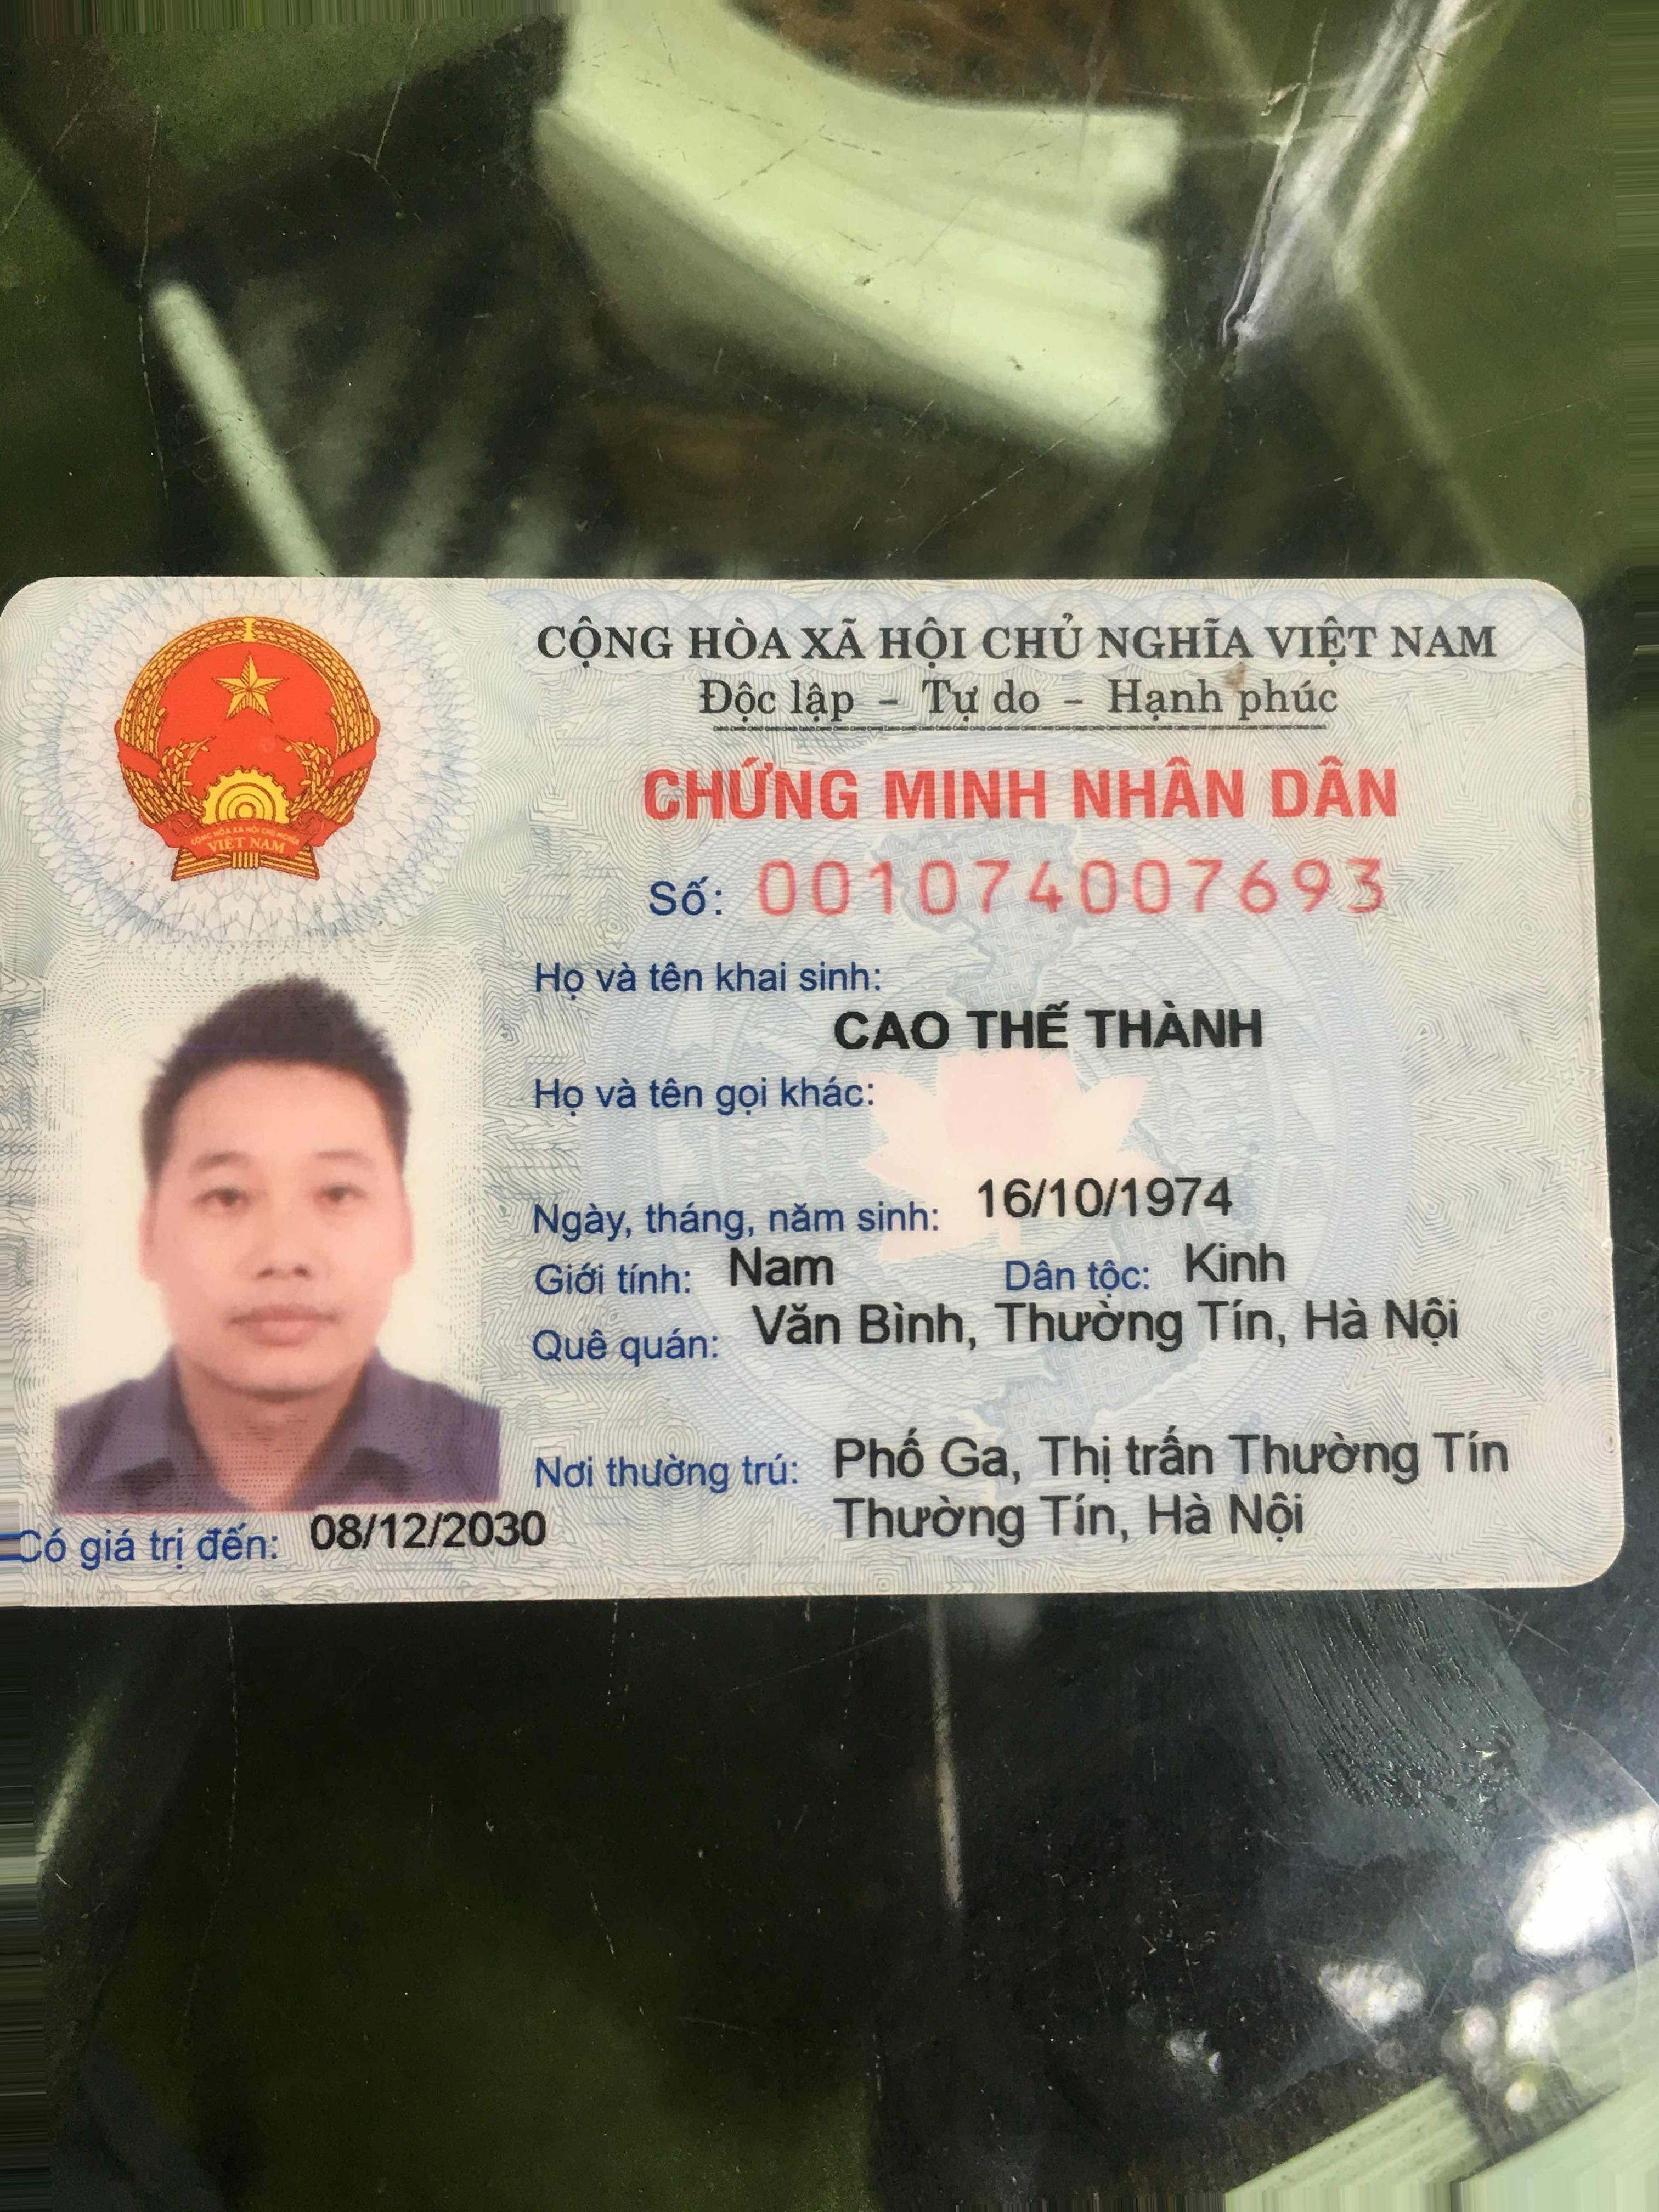 CỘNG HÒA XÃ HỘI CHỦ NGHĨA VIỆT NAM
Độc lập – Tự do – Hạnh phúc
CHỨNG MINH NHÂN DÂN
Số: 001074007693
Họ và tên khai sinh:
CAO THẾ THÀNH
Họ và tên gọi khác:
Ngày, tháng, năm sinh: 16/10/1974
Giới tính: Nam Dân tộc: Kinh
Quê quán: Văn Bình, Thường Tín, Hà Nội
Nơi thường trú: Phố Ga, Thị trấn Thường Tín
Thường Tín, Hà Nội
Có giá trị đến: 08/12/2030
CỘNG HÒA XÃ HỘI CHỦ NGHĨA
VIỆT NAM